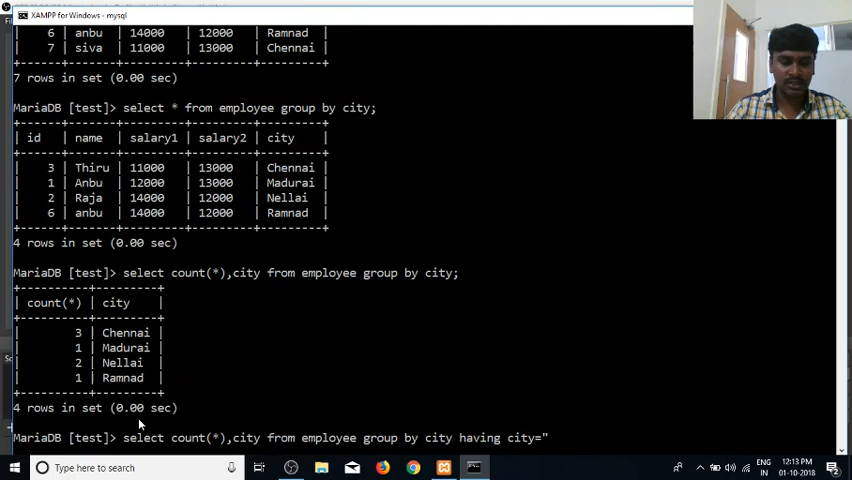 XAMPP for Windows - mysql
| 6 | anbu | 14000 | 12000 | Ramnad |
| 7 | siva | 11000 | 13000 | Chennai |
+------+-------+---------+---------+---------+
7 rows in set (0.00 sec)
MariaDB [test]> select * from employee group by city;
+------+-------+---------+---------+---------+
| id | name | salary1 | salary2 | city |
+------+-------+---------+---------+---------+
| 3 | Thiru | 11000 | 13000 | Chennai |
| 1 | Anbu | 12000 | 13000 | Madurai |
| 2 | Raja | 14000 | 12000 | Nellai |
| 6 | anbu | 14000 | 12000 | Ramnad |
+------+-------+---------+---------+---------+
4 rows in set (0.00 sec)
MariaDB [test]> select count(*),city from employee group by city;
+----------+---------+
| count(*) | city |
+----------+---------+
| 3 | Chennai |
| 1 | Madurai |
| 2 | Nellai |
| 1 | Ramnad |
+----------+---------+
4 rows in set (0.00 sec)
MariaDB [test]> select count(*),city from employee group by city having city="
Type here to search
ENG 12:13 PM
IN 01-10-2018
2